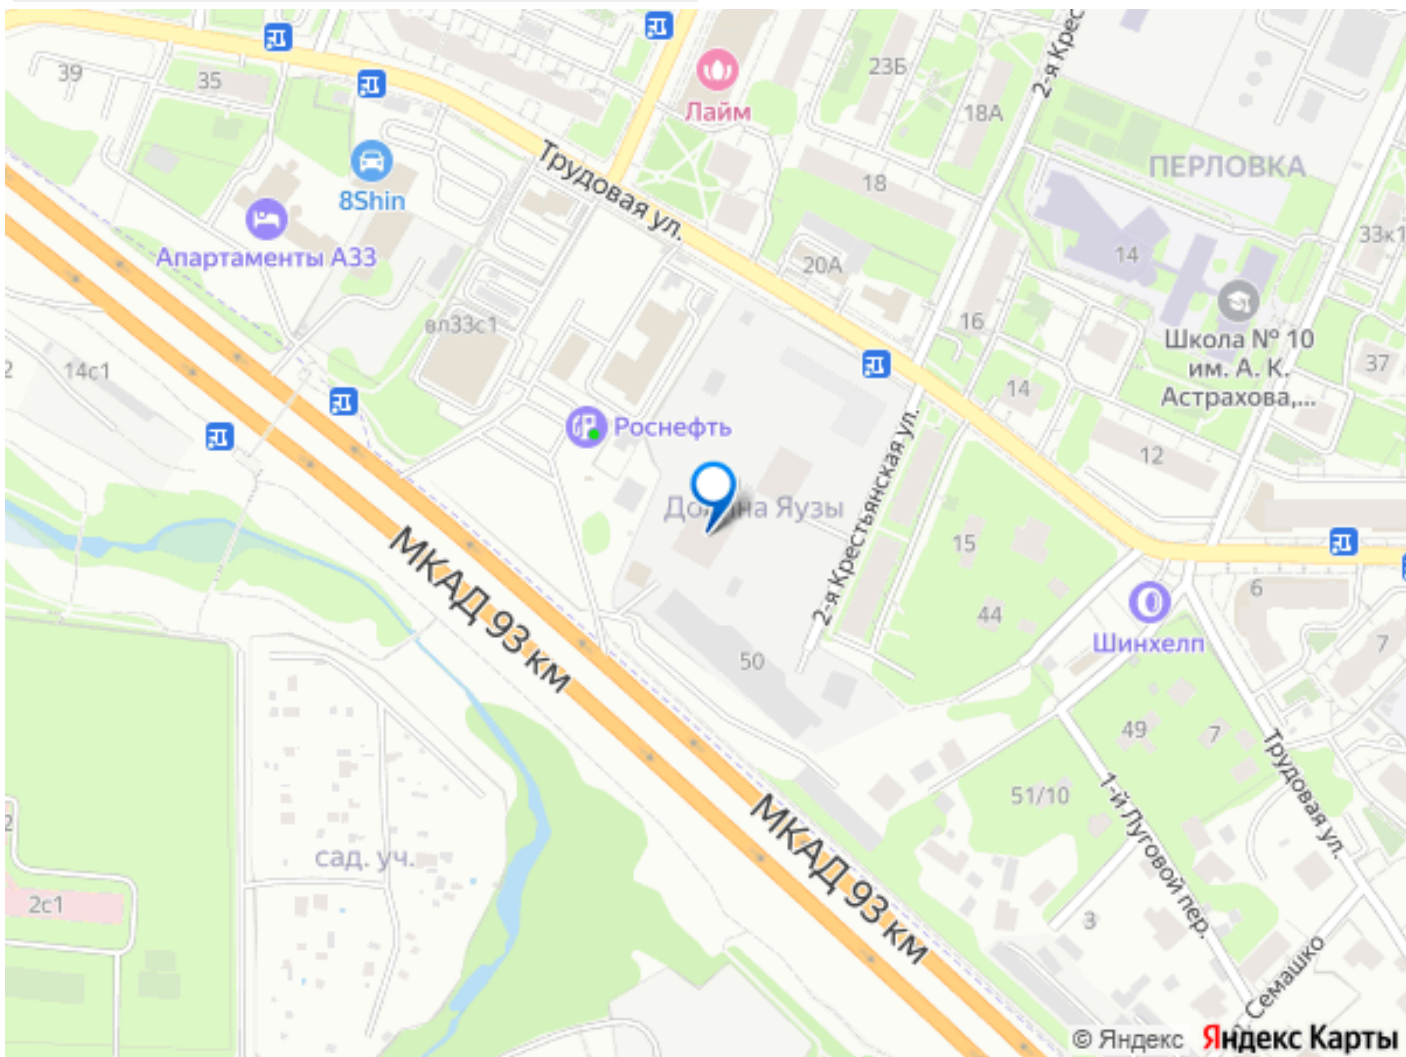 39
35
8Shin
Апартаменты А33
вл33с1
14с1
2
Трудовая ул.
Лайм
23Б
18А
18
2-я Крес
ПЕРЛОВКА
33к1
14
20А
16
Школа № 10
им. А. К.
Астрахова,...
37
14
12
Роснефть
2-я Крестьянская ул.
15
44
50
Шинхелп
6
7
МКАД 93 км
49
7
Трудовая ул.
51/10
1-й Луговой пер.
МКАД 93 км
сад. уч.
2
2с1
3
Семашко
© Яндекс Яндекс Карты